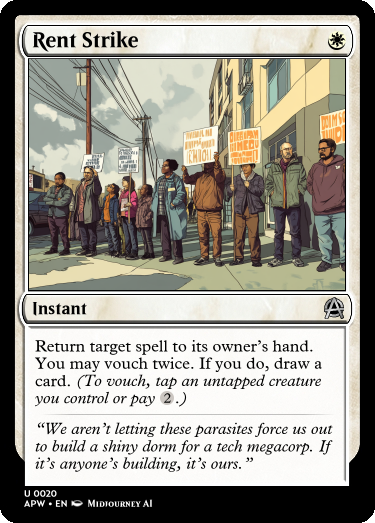 Rent Strike
Instant
Return target spell to its owner's hand.
You may vouch twice. If you do, draw a
card. (To vouch, tap an untapped creature
you control or pay 2.)
“We aren't letting these parasites force us out
to build a shiny dorm for a tech megacorp. If
it's anyone's building, it's ours.”
U 0020
APW • EN Midjourney AI